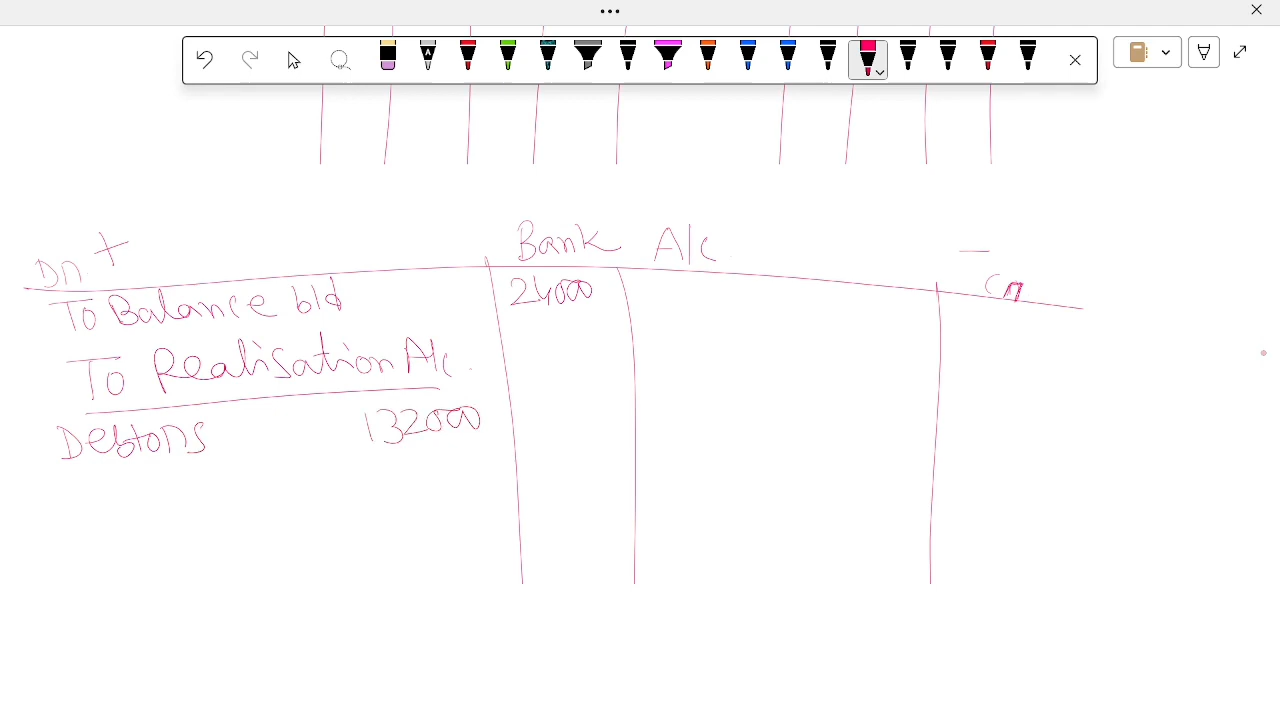 Bank A/c
Dr + — Cr
To Balance b/d 24000
To Realisation A/c
Debtors 132000